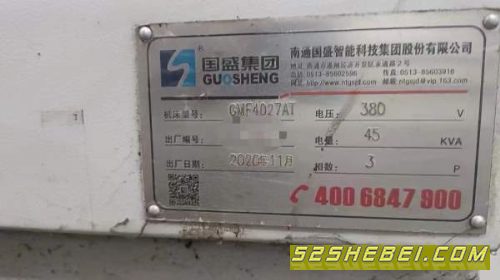 国盛集团
GUOSHENG
南通国盛智能科技集团股份有限公司
机床型号: GMF4027AT 电压: 380 V
出厂编号 电量: 45 KVA
出厂日期 2020年11月 相数: 3 P
400 6847 900
52SHEBEI.COM